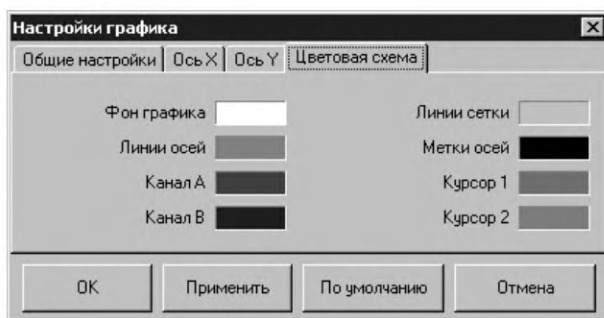 Настройки графика
Общие настройки Ось X Ось Y Цветовая схема
Фон графика Линии сетки
Линии осей Метки осей
Канал A Курсор 1
Канал B Курсор 2
OK Применить По умолчанию Отмена